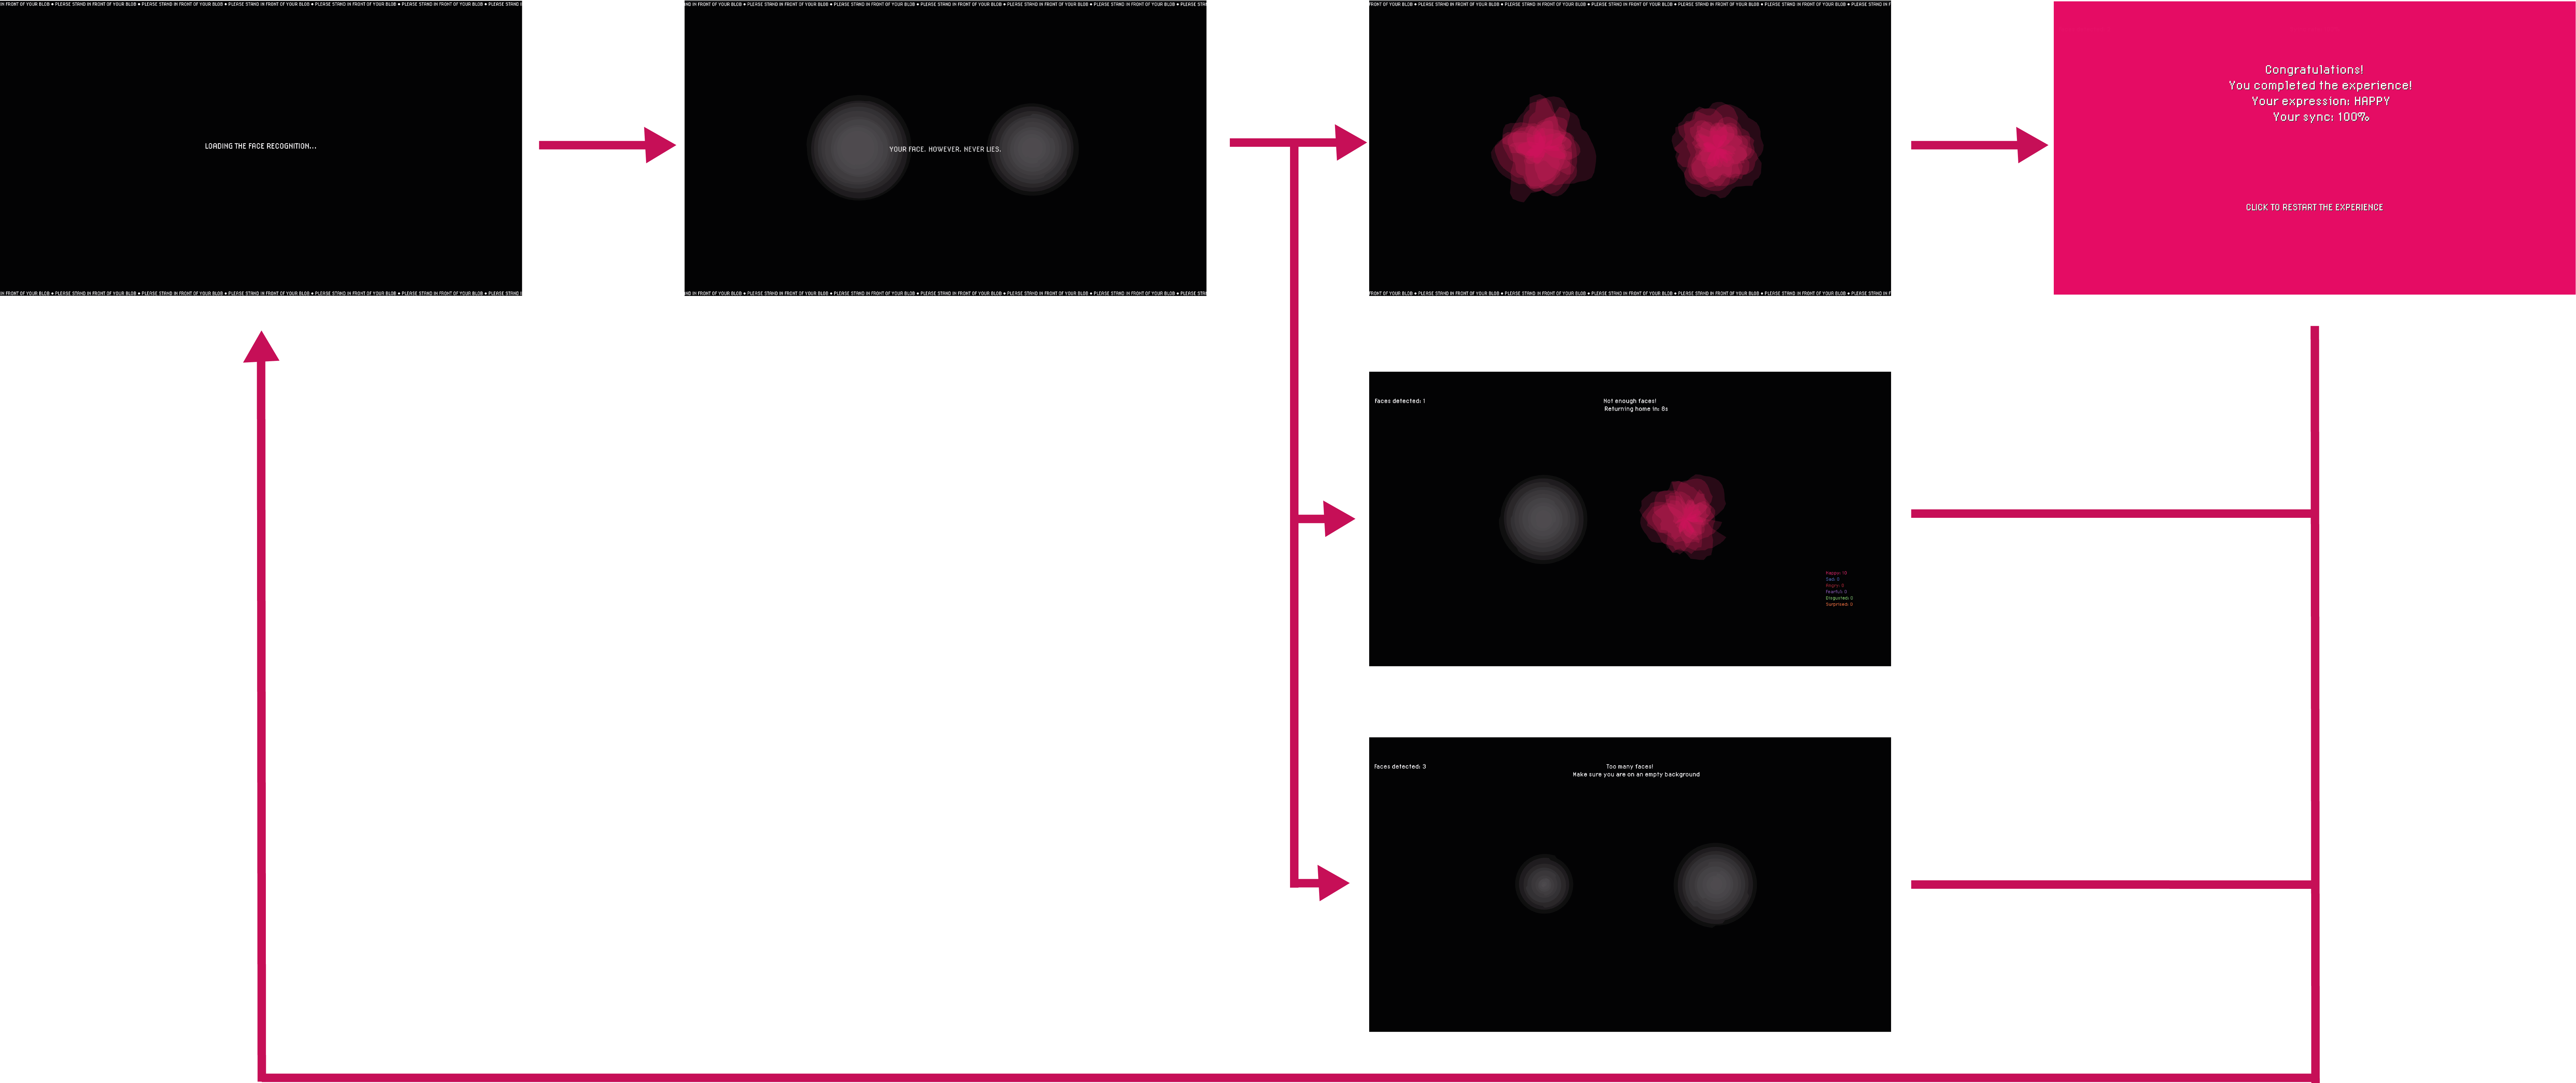 IN FRONT OF YOUR BLOB ● PLEASE STAND IN FRONT OF YOUR BLOB ● PLEASE STAND IN FRONT OF YOUR BLOB ● PLEASE STAND IN FRONT OF YOUR BLOB ● PLEASE STAND IN FRONT OF YOUR BLOB ● PLEASE STAND IN FRONT OF YOUR BLOB ● PLEASE STAND
LOADING THE FACE RECOGNITION...
IN FRONT OF YOUR BLOB ● PLEASE STAND IN FRONT OF YOUR BLOB ● PLEASE STAND IN FRONT OF YOUR BLOB ● PLEASE STAND IN FRONT OF YOUR BLOB ● PLEASE STAND IN FRONT OF YOUR BLOB ● PLEASE STAND IN FRONT OF YOUR BLOB ● PLEASE STAND
IN FRONT OF YOUR BLOB ● PLEASE STAND IN FRONT OF YOUR BLOB ● PLEASE STAND IN FRONT OF YOUR BLOB ● PLEASE STAND IN FRONT OF YOUR BLOB ● PLEASE STAND IN FRONT OF YOUR BLOB ● PLEASE STAND IN FRONT OF YOUR BLOB ● PLEASE
YOUR FACE, HOWEVER, NEVER LIES.
IN FRONT OF YOUR BLOB ● PLEASE STAND IN FRONT OF YOUR BLOB ● PLEASE STAND IN FRONT OF YOUR BLOB ● PLEASE STAND IN FRONT OF YOUR BLOB ● PLEASE STAND IN FRONT OF YOUR BLOB ● PLEASE STAND IN FRONT OF YOUR BLOB ● PLEASE
FRONT OF YOUR BLOB ● PLEASE STAND IN FRONT OF YOUR BLOB ● PLEASE STAND IN FRONT OF YOUR BLOB ● PLEASE STAND IN FRONT OF YOUR BLOB ● PLEASE STAND IN FRONT OF YOUR BLOB ● PLEASE STAND IN FRONT OF YOUR BLOB ● PLEASE STAND IN
FRONT OF YOUR BLOB ● PLEASE STAND IN FRONT OF YOUR BLOB ● PLEASE STAND IN FRONT OF YOUR BLOB ● PLEASE STAND IN FRONT OF YOUR BLOB ● PLEASE STAND IN FRONT OF YOUR BLOB ● PLEASE STAND IN FRONT OF YOUR BLOB ● PLEASE STAND IN
Congratulations!
You completed the experience!
Your expression: HAPPY
Your sync: 100%
CLICK TO RESTART THE EXPERIENCE
Faces detected: 1
Not enough faces!
Returning home in: 8s
Happy: 10
Sad: 0
Angry: 0
Fearful: 0
Disgusted: 0
Surprised: 0
Faces detected: 3
Too many faces!
Make sure you are on an empty background